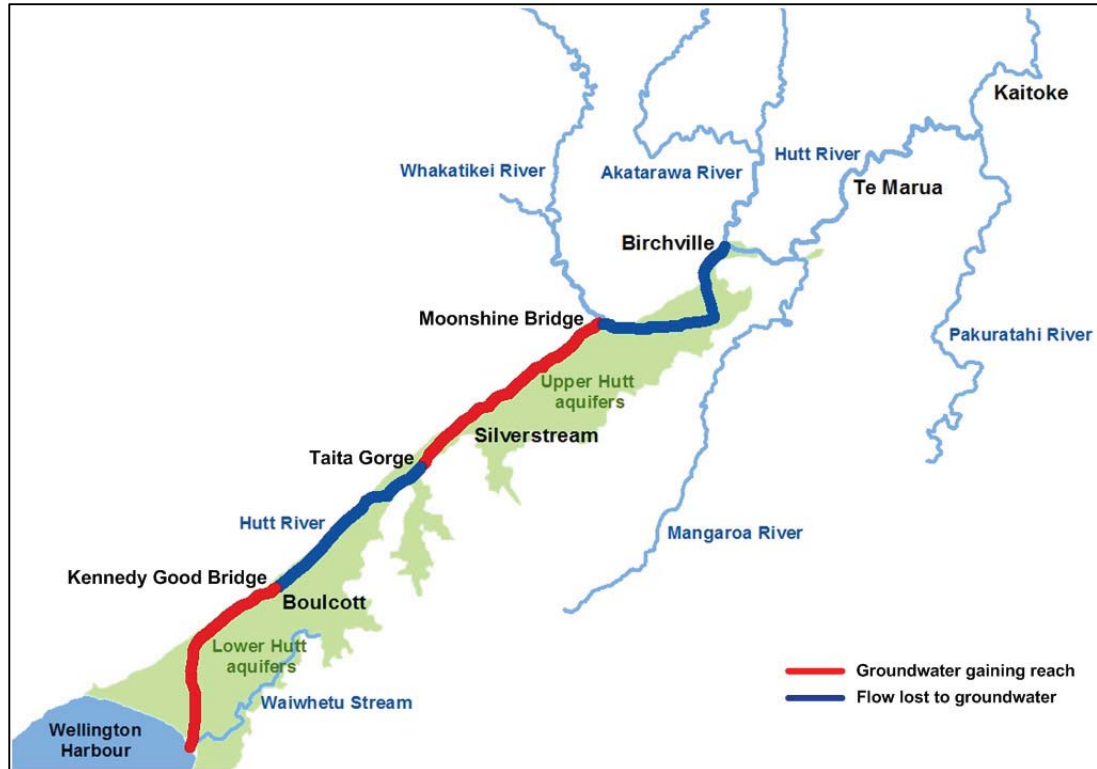 Kaitoke
Hutt River
Whakatikei River
Akatarawa River
Te Marua
Birchville
Moonshine Bridge
Pakuratahi River
Upper Hutt
aquifers
Silverstream
Taita Gorge
Hutt River
Mangaroa River
Kennedy Good Bridge
Boulcott
Lower Hutt
aquifers
Groundwater gaining reach
Waiwhetu Stream
Flow lost to groundwater
Wellington
Harbour